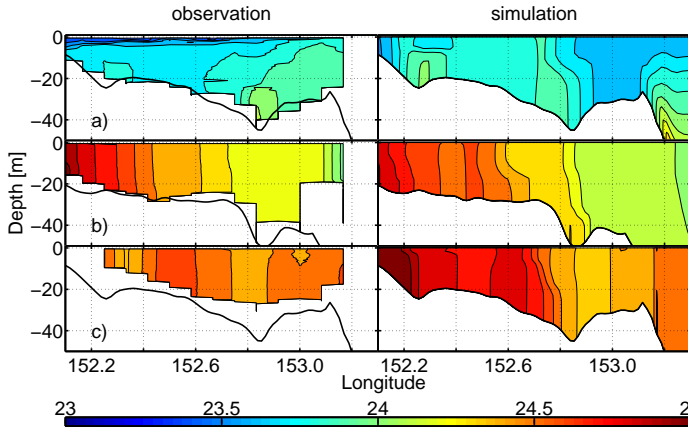 observation simulation
0
−20
−40
a)
0
−20
−40
b)
0
−20
−40
c)
Depth [m]
152.2 152.6 153.0 152.2 152.6 153.0
Longitude
23 23.5 24 24.5